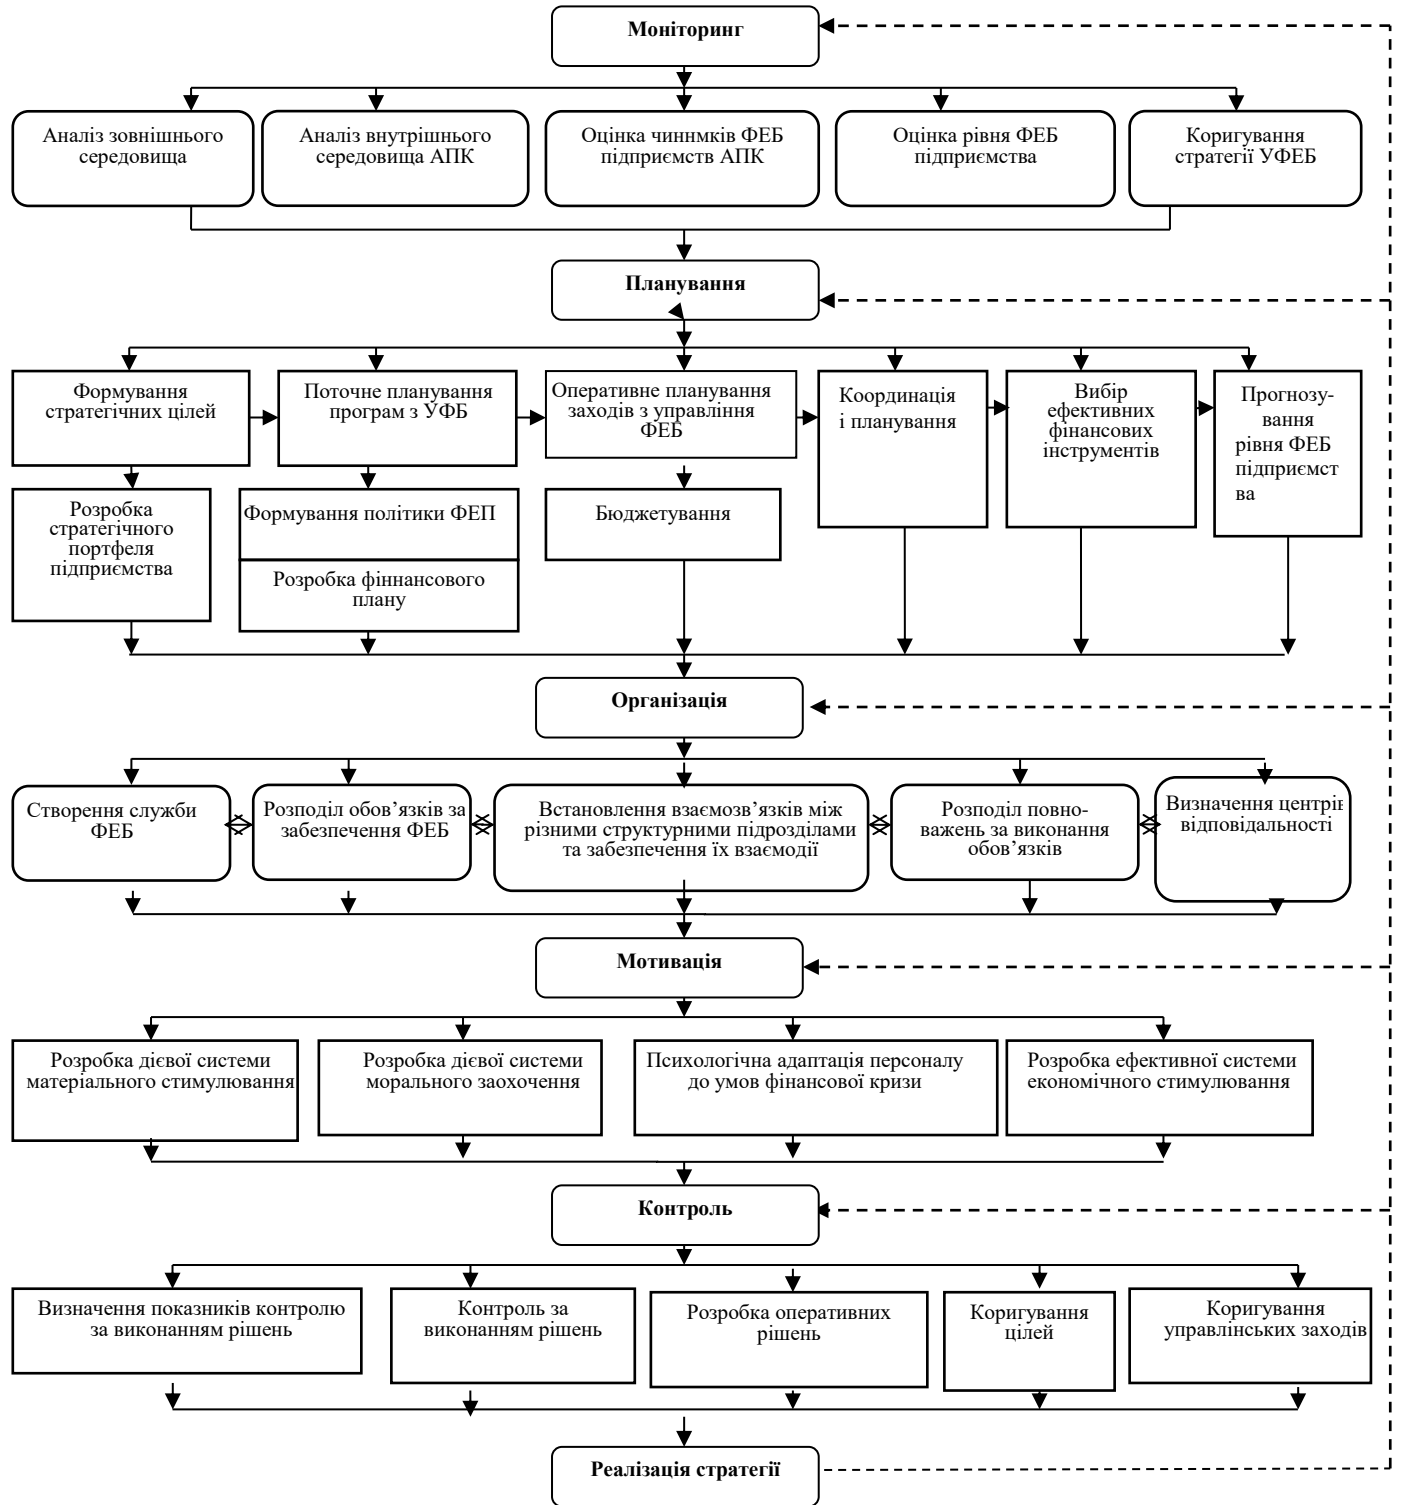 Моніторинг
Аналіз зовнішнього
середовища
Аналіз внутрішнього
середовища АПК
Оцінка чиннмків ФЕБ
підприємств АПК
Оцінка рівня ФЕБ
підприємства
Коригування
стратегії УФЕБ
Планування
Формування
стратегічних цілей
Поточне планування
програм з УФБ
Оперативне планування
заходів з управління
ФЕБ
Координація
і планування
Вибір
ефективних
фінансових
інструментів
Прогнозу-
вання
рівня ФЕБ
підприємст
ва
Розробка
стратегічного
портфеля
підприємства
Формування політики ФЕП
Розробка фіннансового
плану
Бюджетування
Організація
Створення служби
ФЕБ
Розподіл обов’язків за
забезпечення ФЕБ
Встановлення взаємозв’язків між
різними структурними підрозділами
та забезпечення їх взаємодії
Розподіл повно-
важень за виконання
обов’язків
Визначення центрів
відповідальності
Мотивація
Розробка дієвої системи
матеріального стимулювання
Розробка дієвої системи
морального заохочення
Психологічна адаптація персоналу
до умов фінансової кризи
Розробка ефективної системи
економічного стимулювання
Контроль
Визначення показників контролю
за виконанням рішень
Контроль за
виконанням рішень
Розробка оперативних
рішень
Коригування
цілей
Коригування
управлінських заходів
Реалізація стратегії